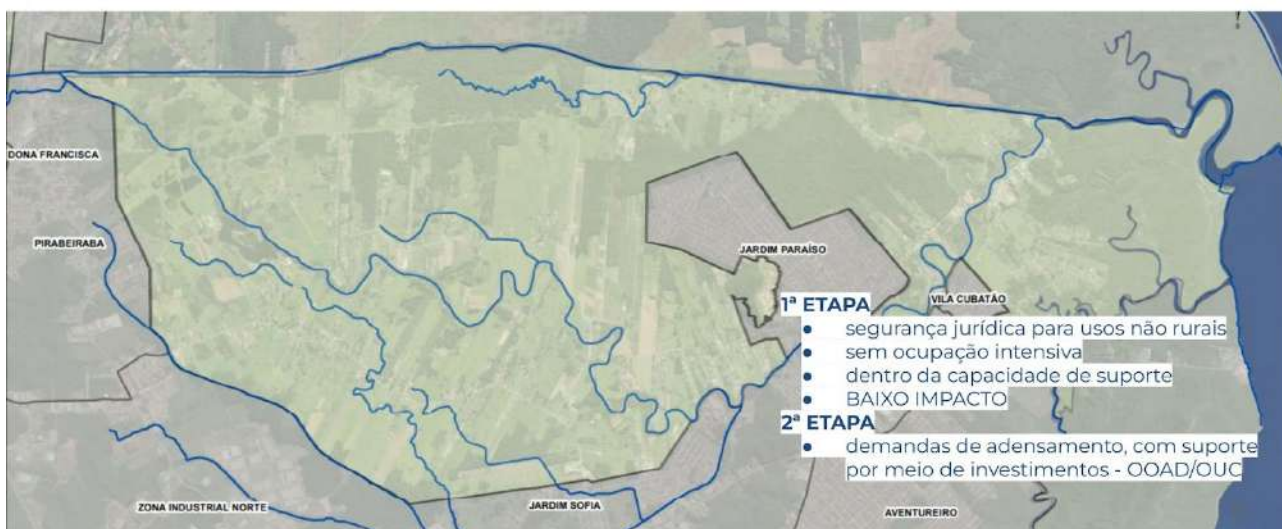 DONA FRANCISCA
PIRABEIRABA
JARDIM PARAÍSO
VILA CUBATÃO
1ª ETAPA
• segurança jurídica para usos não rurais
• sem ocupação intensiva
• dentro da capacidade de suporte
• BAIXO IMPACTO
2ª ETAPA
• demandas de adensamento, com suporte
por meio de investimentos - OOAD/OUC
ZONA INDUSTRIAL NORTE
JARDIM SOFIA
AVENTUREIRO